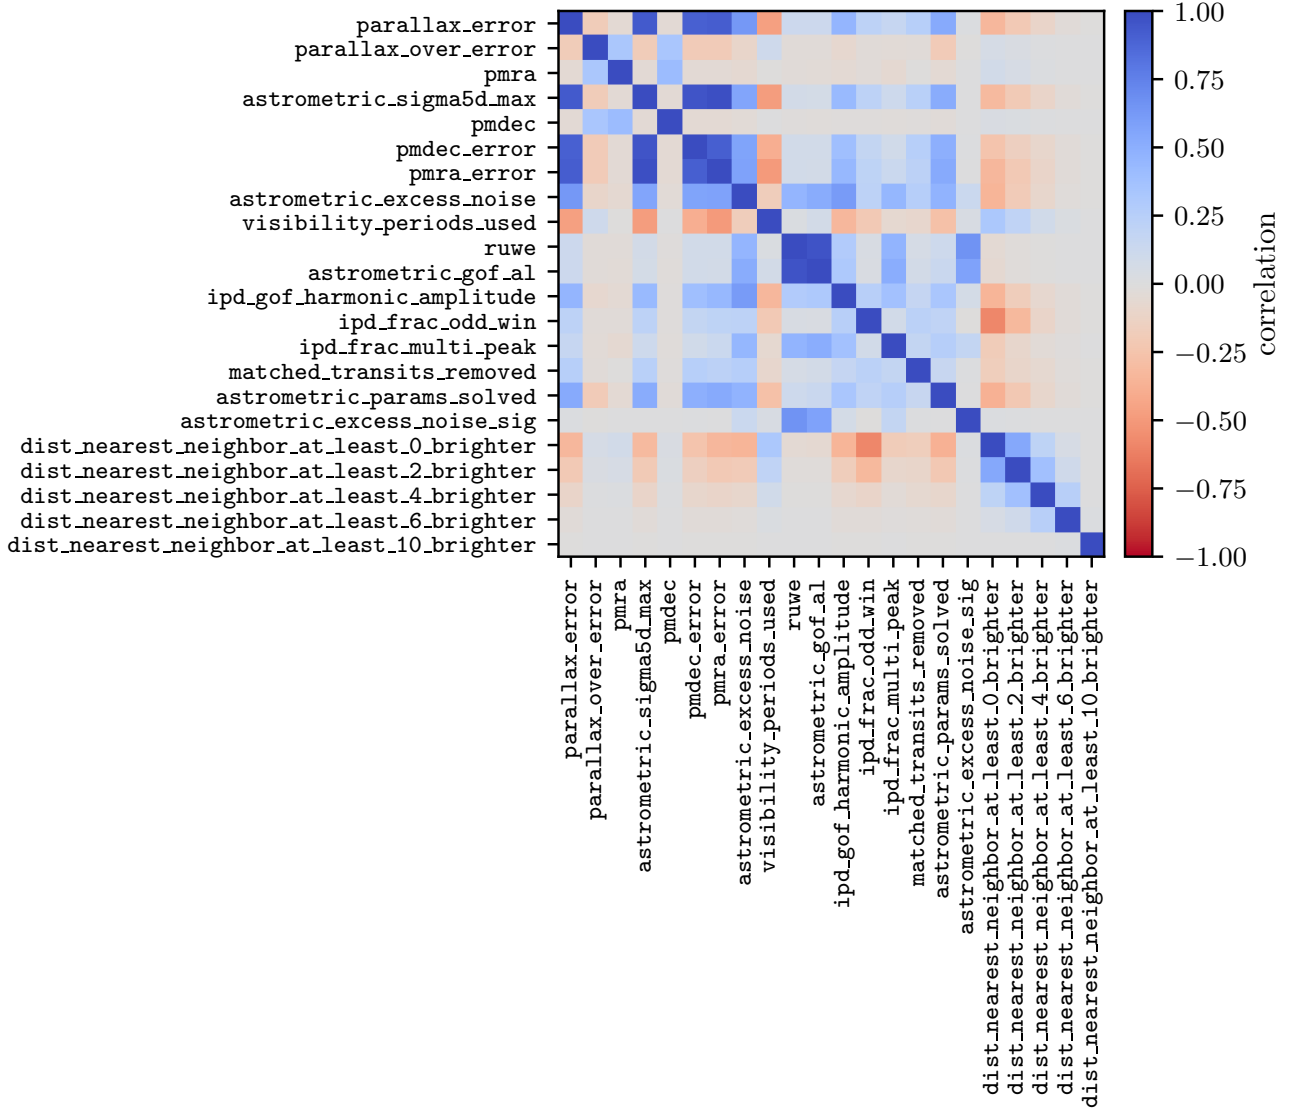 parallax_error
parallax_over_error
pmra
astrometric_sigma5d_max
pmdec
pmdec_error
pmra_error
astrometric_excess_noise
visibility_periods_used
ruwe
astrometric_gof_al
ipd_gof_harmonic_amplitude
ipd_frac_odd_win
ipd_frac_multi_peak
matched_transits_removed
astrometric_params_solved
astrometric_excess_noise_sig
dist_nearest_neighbor_at_least_0_brighter
dist_nearest_neighbor_at_least_2_brighter
dist_nearest_neighbor_at_least_4_brighter
dist_nearest_neighbor_at_least_6_brighter
dist_nearest_neighbor_at_least_10_brighter
parallax_error
parallax_over_error
pmra
astrometric_sigma5d_max
pmdec
pmdec_error
pmra_error
astrometric_excess_noise
visibility_periods_used
ruwe
astrometric_gof_al
ipd_gof_harmonic_amplitude
ipd_frac_odd_win
ipd_frac_multi_peak
matched_transits_removed
astrometric_params_solved
astrometric_excess_noise_sig
dist_nearest_neighbor_at_least_0_brighter
dist_nearest_neighbor_at_least_2_brighter
dist_nearest_neighbor_at_least_4_brighter
dist_nearest_neighbor_at_least_6_brighter
dist_nearest_neighbor_at_least_10_brighter
1.00
0.75
0.50
0.25
0.00
−0.25
−0.50
−0.75
−1.00
correlation